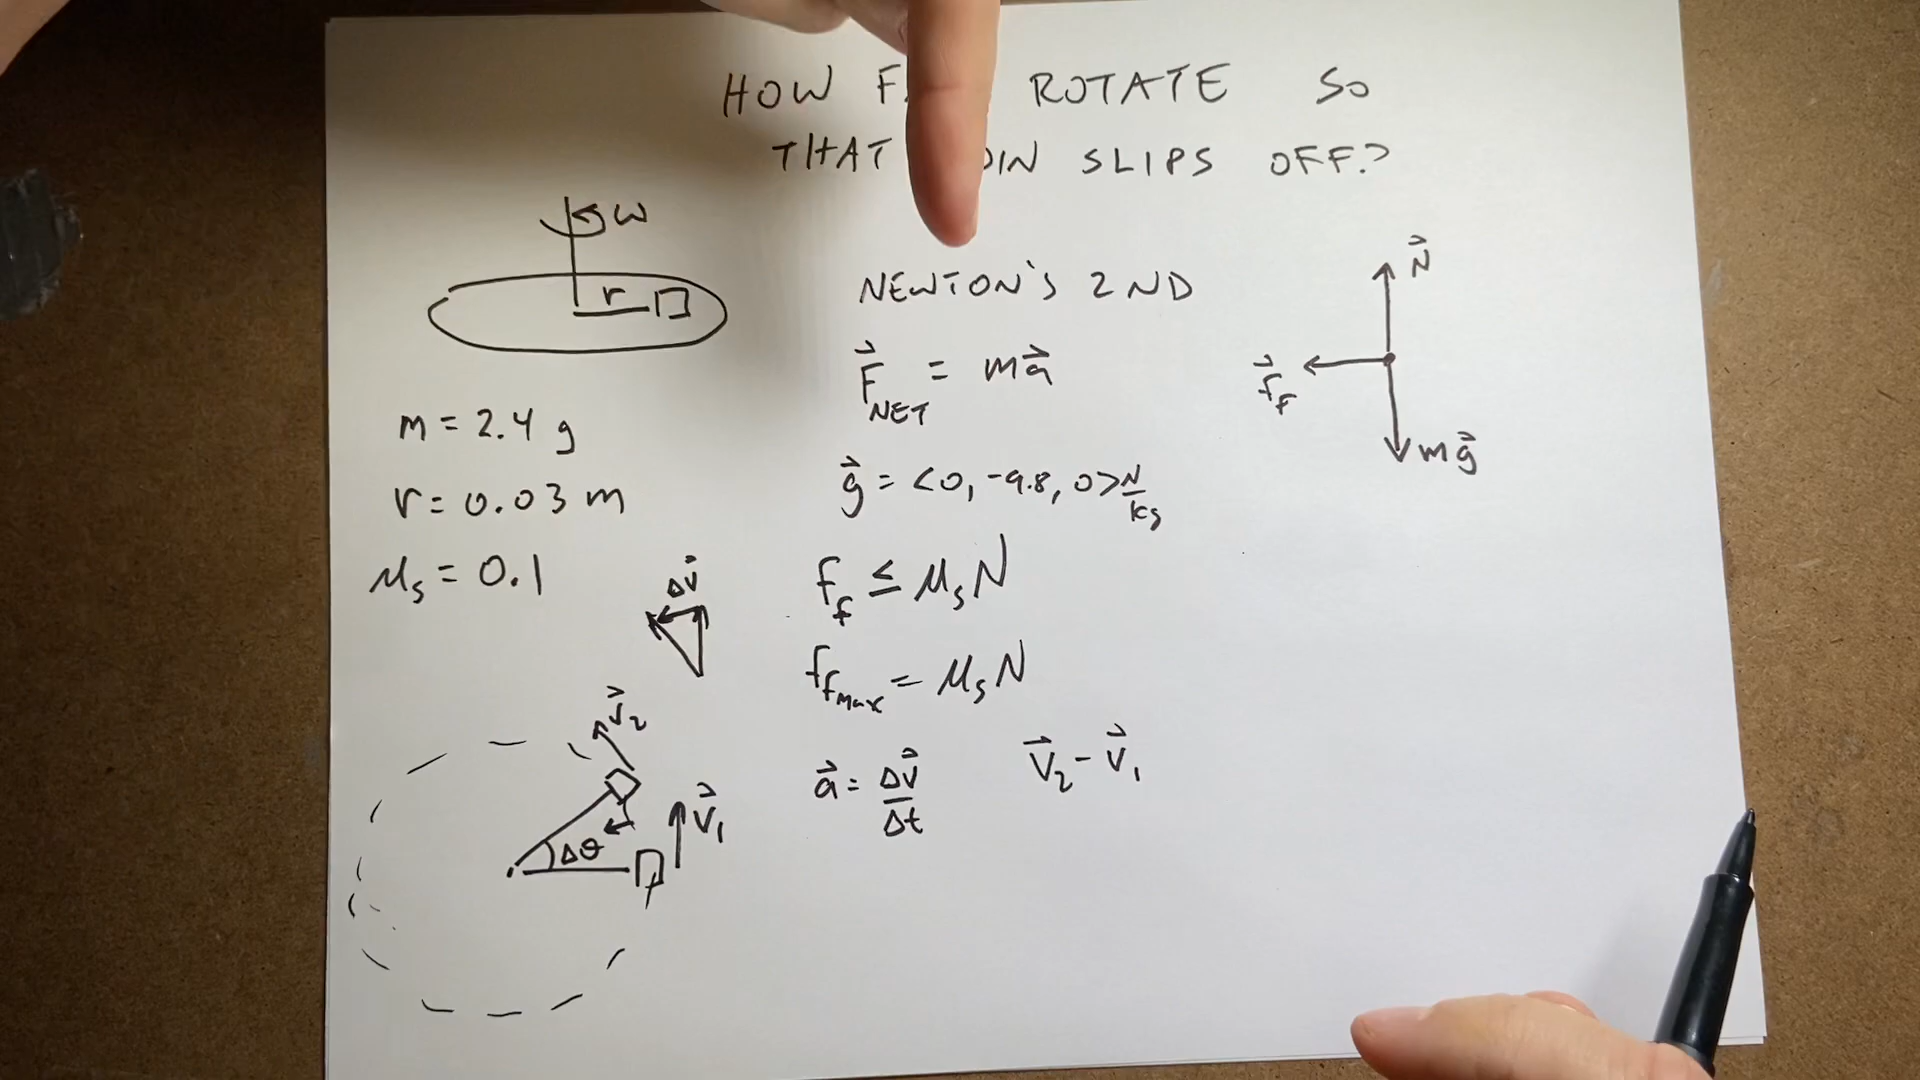 HOW ROTATE SO
THAT SLIPS OFF?
ω
r
m = 2.4 g
r = 0.03 m
μs = 0.1
NEWTON'S 2ND
F⃗NET = ma⃗
g⃗ = <0, -9.8, 0> N/kg
Ff ≤ μsN
fFmax = μsN
a⃗ = Δv⃗/Δt
v⃗2 - v⃗1
N⃗
f⃗F
mg⃗
Δv⃗
v⃗2
v⃗1
Δθ